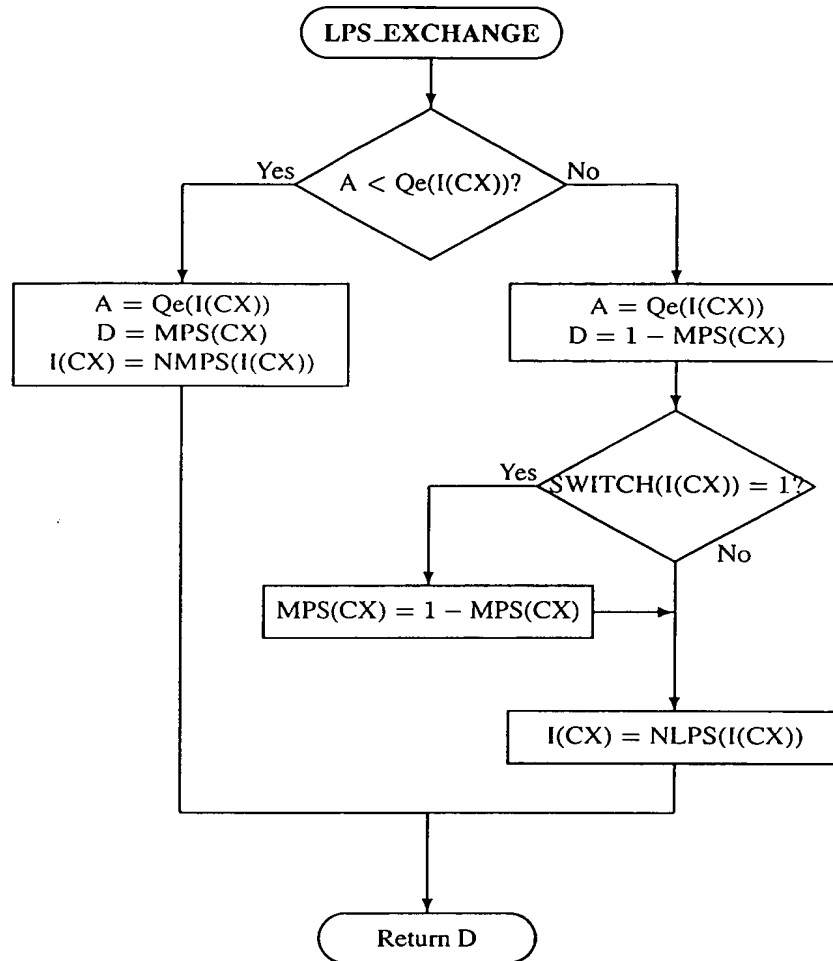 LPS_EXCHANGE
Yes
A < Qe(I(CX))?
No
A = Qe(I(CX))
D = MPS(CX)
I(CX) = NMPS(I(CX))
A = Qe(I(CX))
D = 1 − MPS(CX)
Yes
SWITCH(I(CX)) = 1?
No
MPS(CX) = 1 − MPS(CX)
I(CX) = NLPS(I(CX))
Return D